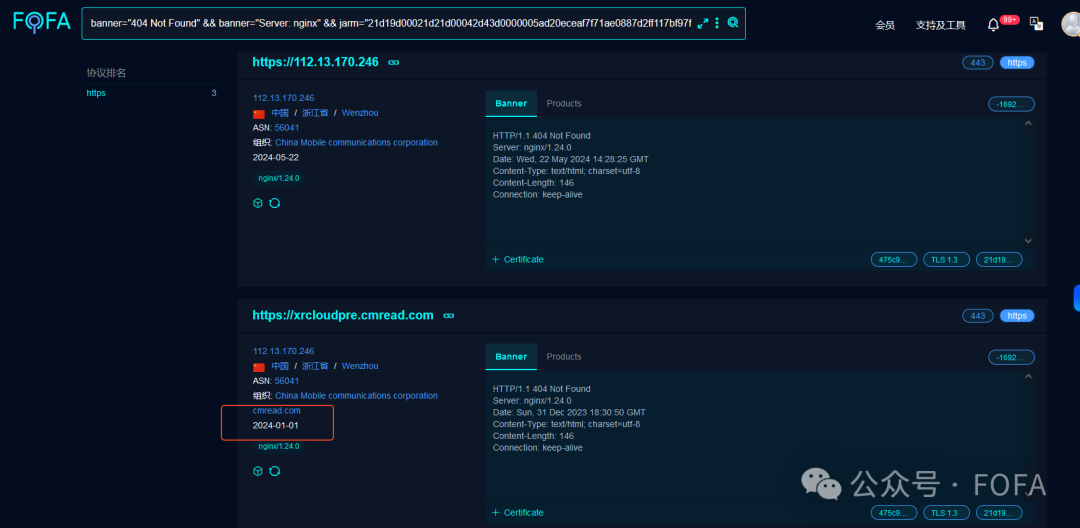 FOFA
banner="404 Not Found" && banner="Server: nginx" && jarm="21d19d00021d21d00042d43d0000005ad20eceaf7f71ae0887d2ff117bf97f
会员
支持及工具
99+
协议排名
https 3
https://112.13.170.246
443 https
112.13.170.246
中国 / 浙江省 / Wenzhou
ASN: 56041
组织: China Mobile communications corporation
2024-05-22
nginx/1.24.0
Banner Products
-1692...
HTTP/1.1 404 Not Found
Server: nginx/1.24.0
Date: Wed, 22 May 2024 14:28:25 GMT
Content-Type: text/html; charset=utf-8
Content-Length: 146
Connection: keep-alive
+ Certificate
475c9... TLS 1.3 21d19...
https://xrcloudpre.cmread.com
443 https
112.13.170.246
中国 / 浙江省 / Wenzhou
ASN: 56041
组织: China Mobile communications corporation
cmread.com
2024-01-01
nginx/1.24.0
Banner Products
-1692...
HTTP/1.1 404 Not Found
Server: nginx/1.24.0
Date: Sun, 31 Dec 2023 18:30:50 GMT
Content-Type: text/html; charset=utf-8
Content-Length: 146
Connection: keep-alive
+ Certificate
475c9... TLS 1.3 21d19...
公众号 · FOFA